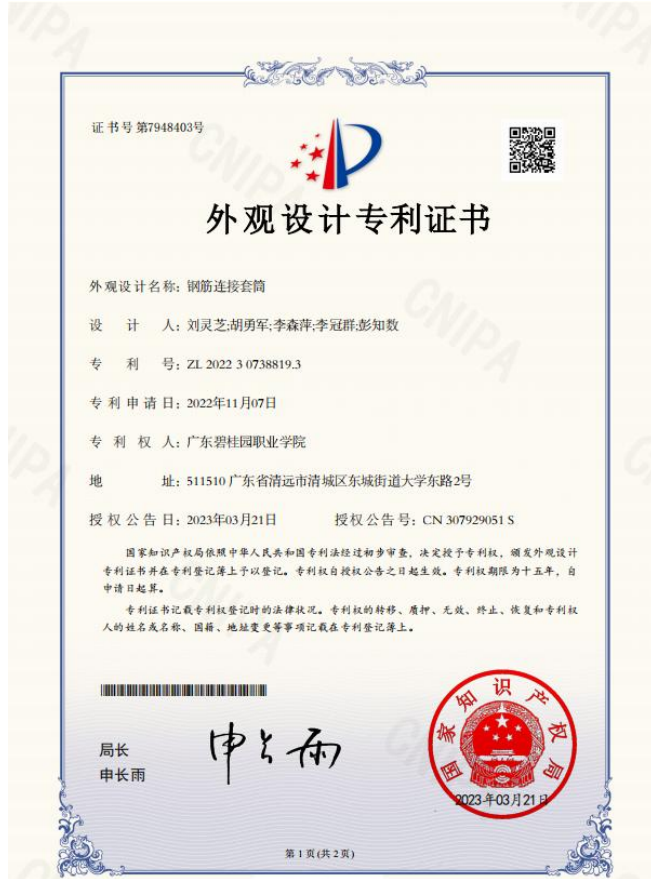 证书号第7948403号
外观设计专利证书
外观设计名称：钢筋连接套筒
设计人：刘灵芝;胡勇军;李森萍;李冠群;彭知数
专利号：ZL 2022 3 0738819.3
专利申请日：2022年11月07日
专利权人：广东碧桂园职业学院
地址：511510 广东省清远市清城区东城街道大学东路2号
授权公告日：2023年03月21日 授权公告号：CN 307929051 S
国家知识产权局依照中华人民共和国专利法经过初步审查，决定授予专利权，颁发外观设计
专利证书并在专利登记簿上予以登记。专利权自授权公告之日起生效。专利权期限为十五年，自
申请日起算。
专利证书记载专利权登记时的法律状况。专利权的转移、质押、无效、终止、恢复和专利权
人的姓名或名称、国籍、地址变更等事项记载在专利登记簿上。
局长
申长雨
申长雨
国家知识产权局
2023年03月21日
第1页(共2页)
CNIPA
CNIPA
CNIPA